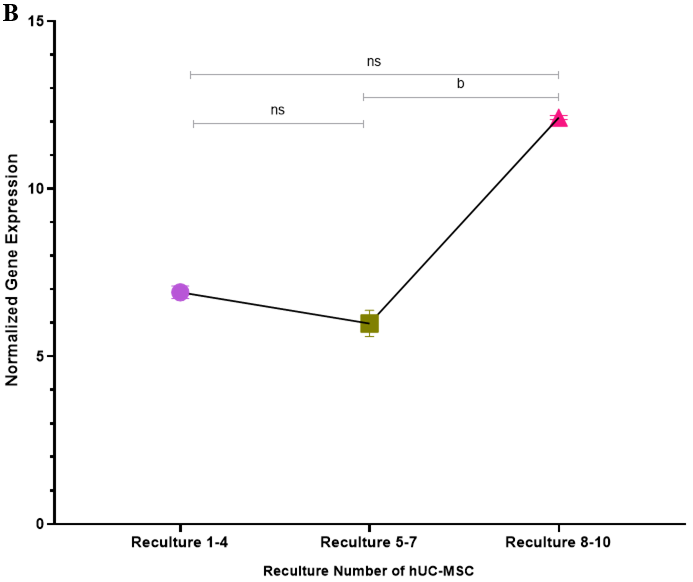 B
15
ns
b
ns
10
Normalized Gene Expression
5
0
Reculture 1-4 Reculture 5-7 Reculture 8-10
Reculture Number of hUC-MSC